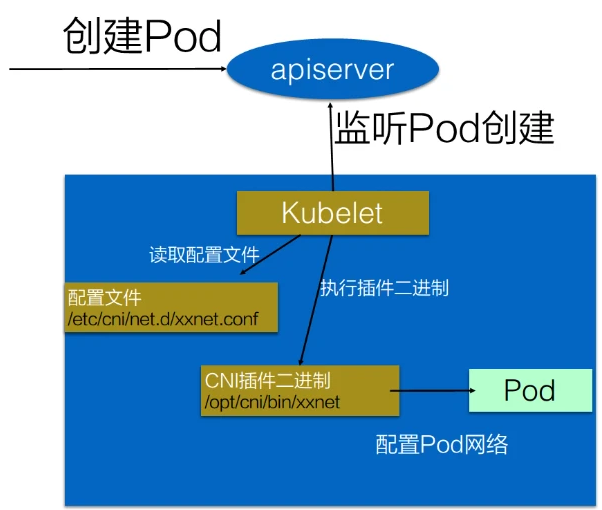 创建Pod
apiserver
监听Pod创建
Kubelet
读取配置文件
执行插件二进制
配置文件
/etc/cni/net.d/xxnet.conf
CNI插件二进制
/opt/cni/bin/xxnet
Pod
配置Pod网络